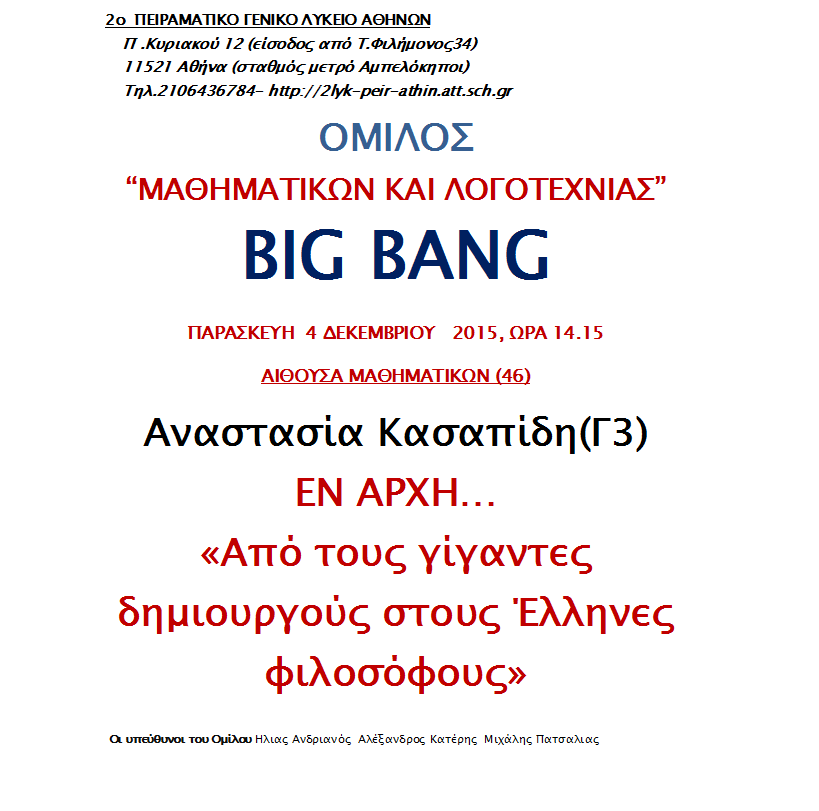 2ο ΠΕΙΡΑΜΑΤΙΚΟ ΓΕΝΙΚΟ ΛΥΚΕΙΟ ΑΘΗΝΩΝ
Π .Κυριακού 12 (είσοδος από Τ.Φιλήμονος34)
11521 Αθήνα (σταθμός μετρό Αμπελόκηποι)
Τηλ.2106436784- http://2lyk-peir-athin.att.sch.gr
ΟΜΙΛΟΣ
“ΜΑΘΗΜΑΤΙΚΩΝ ΚΑΙ ΛΟΓΟΤΕΧΝΙΑΣ”
BIG BANG
ΠΑΡΑΣΚΕΥΗ 4 ΔΕΚΕΜΒΡΙΟΥ 2015, ΩΡΑ 14.15
ΑΙΘΟΥΣΑ ΜΑΘΗΜΑΤΙΚΩΝ (46)
Αναστασία Κασαπίδη(Γ3)
ΕΝ ΑΡΧΗ...
«Από τους γίγαντες
δημιουργούς στους Έλληνες
φιλοσόφους»
Οι υπεύθυνοι του Ομίλου Ηλιας Ανδριανός Αλέξανδρος Κατέρης Μιχάλης Πατσαλιας